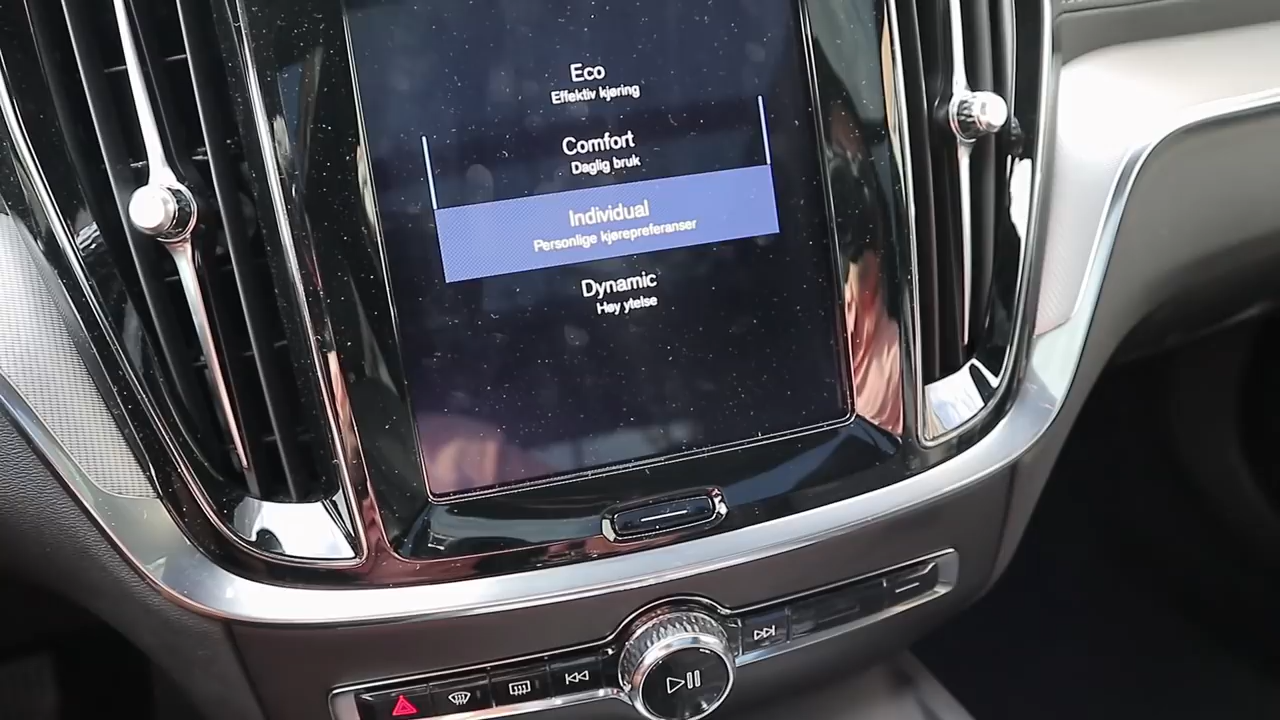 Eco
Effektiv kjøring
Comfort
Daglig bruk
Individual
Personlige kjørepreferanser
Dynamic
Høy ytelse